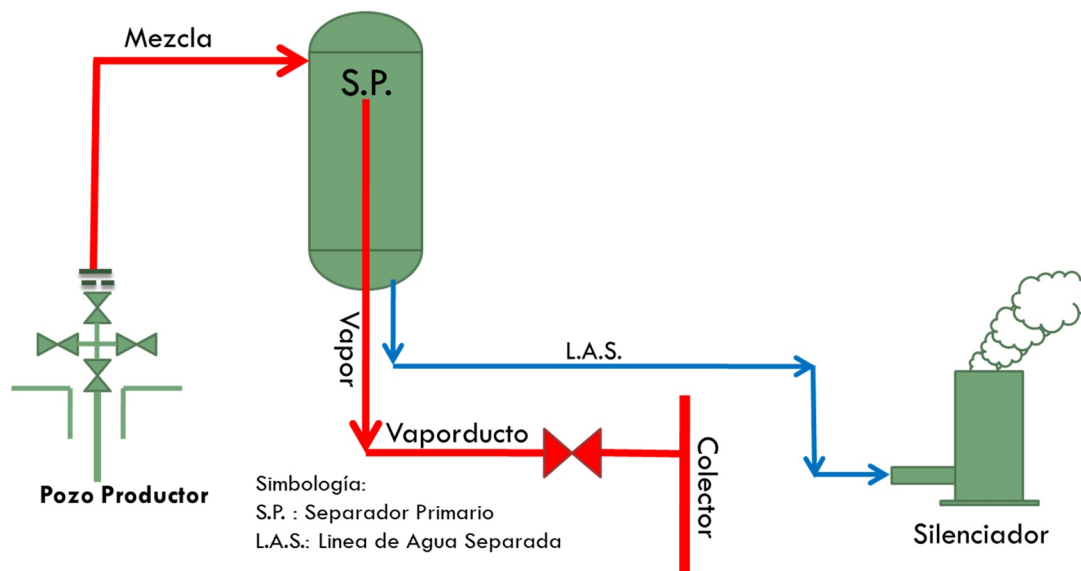 Mezcla
S.P.
Vapor
L.A.S.
Vaporducto
Colector
Pozo Productor
Simbología:
S.P. : Separador Primario
L.A.S.: Linea de Agua Separada
Silenciador